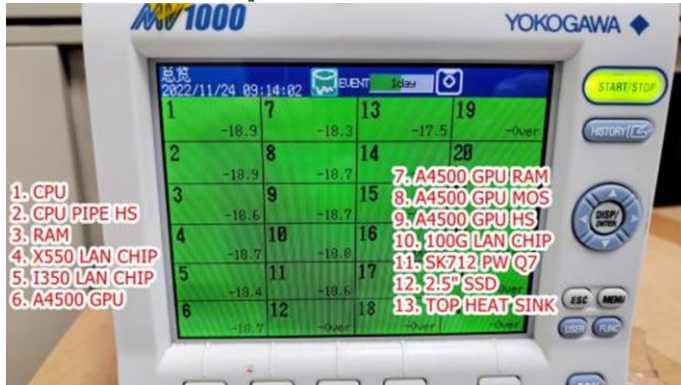 MV1000
YOKOGAWA
总览
2022/11/24 09:14:02
EVENT 1day
START/STOP
HISTORY
DISP/ENTER
ESC
MENU
USER
FUNC
1 -18.9
2 -18.9
3 -18.6
4 -18.7
5 -18.4
6 -18.7
7 -18.3
8 -18.7
9 -18.7
10 -18.8
11 -18.6
12 -Over
13 -17.5
14
15
16
17
18
19 -Over
20
-Over
1. CPU
2. CPU PIPE HS
3. RAM
4. X550 LAN CHIP
5. I350 LAN CHIP
6. A4500 GPU
7. A4500 GPU RAM
8. A4500 GPU MOS
9. A4500 GPU HS
10. 100G LAN CHIP
11. SK712 PW Q7
12. 2.5" SSD
13. TOP HEAT SINK